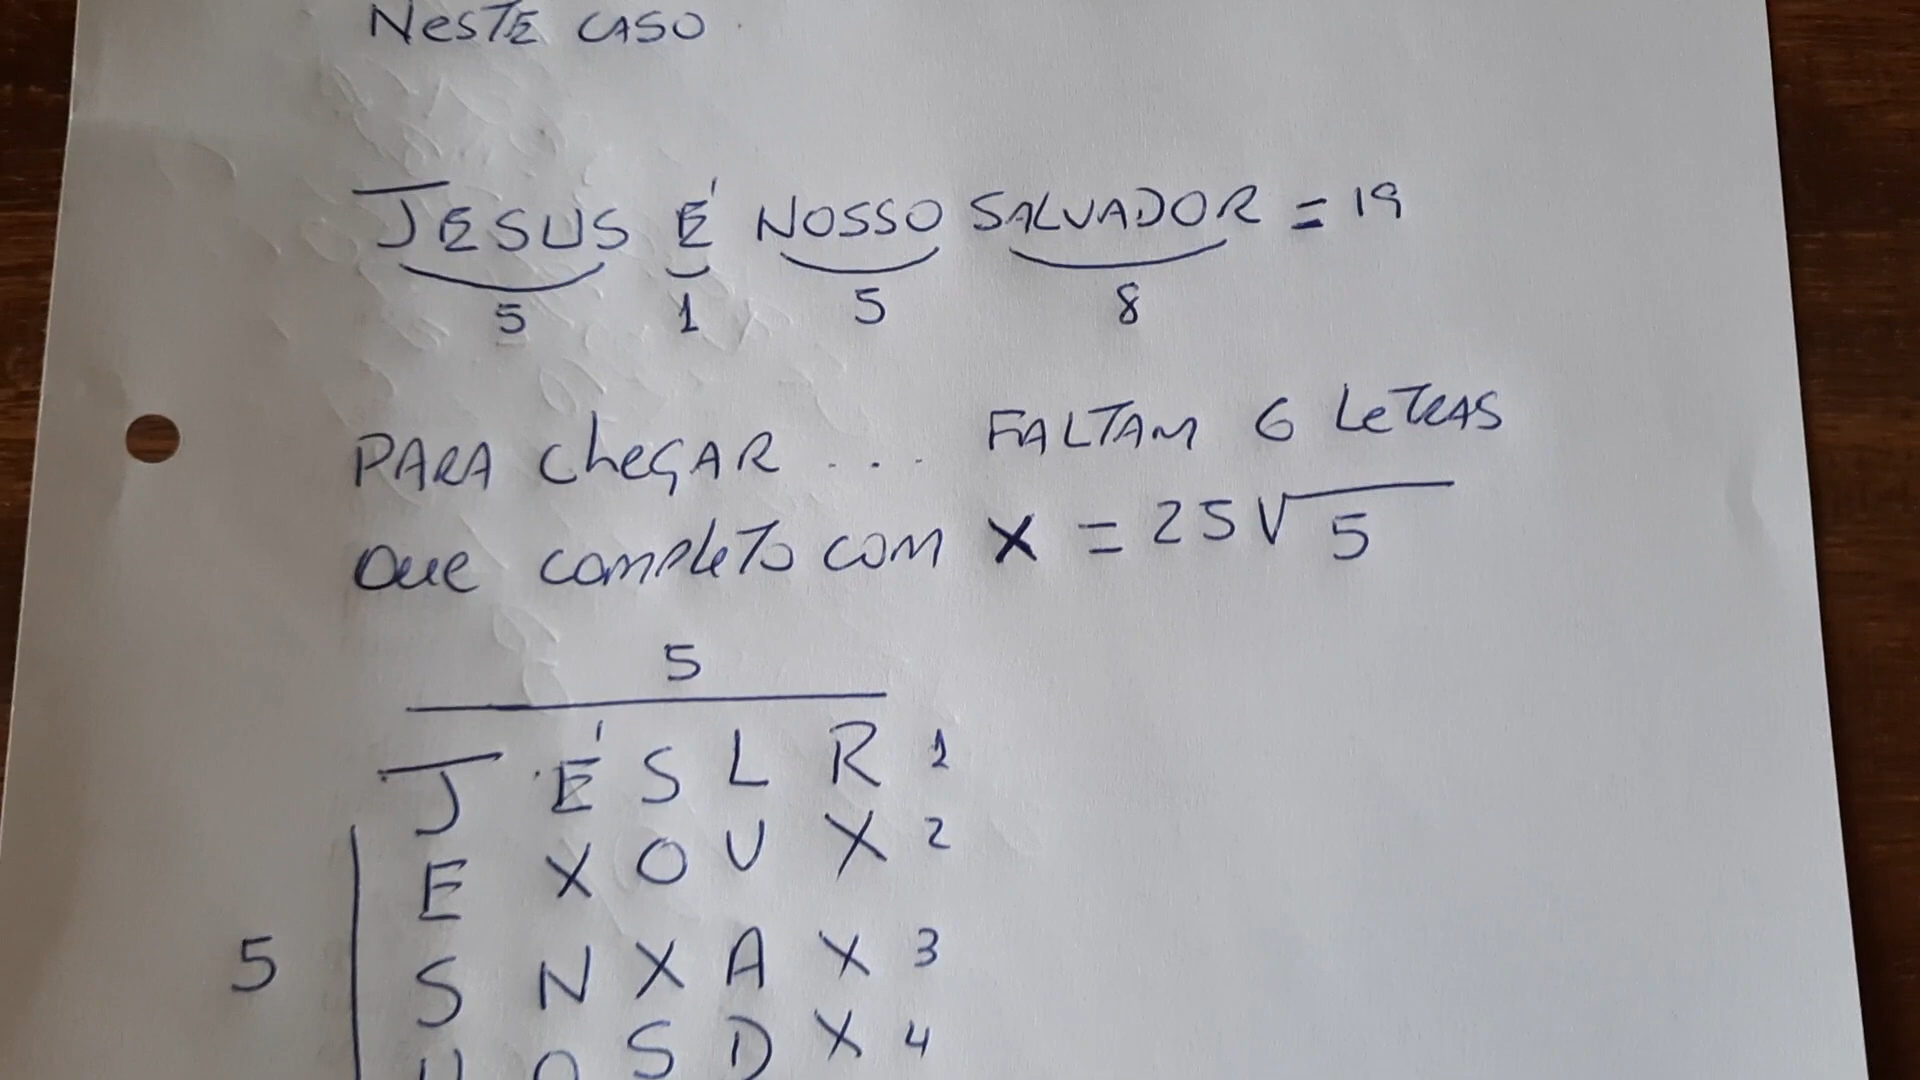 NESTE CASO.
JESUS É NOSSO SALVADOR = 19
5 1 5 8
PARA CHEGAR ... FALTAM 6 LETRAS
QUE COMPLETO COM X = 25√5
5
J É S L R 1
E X O V X 2
5 S N X A X 3
U O S D X 4